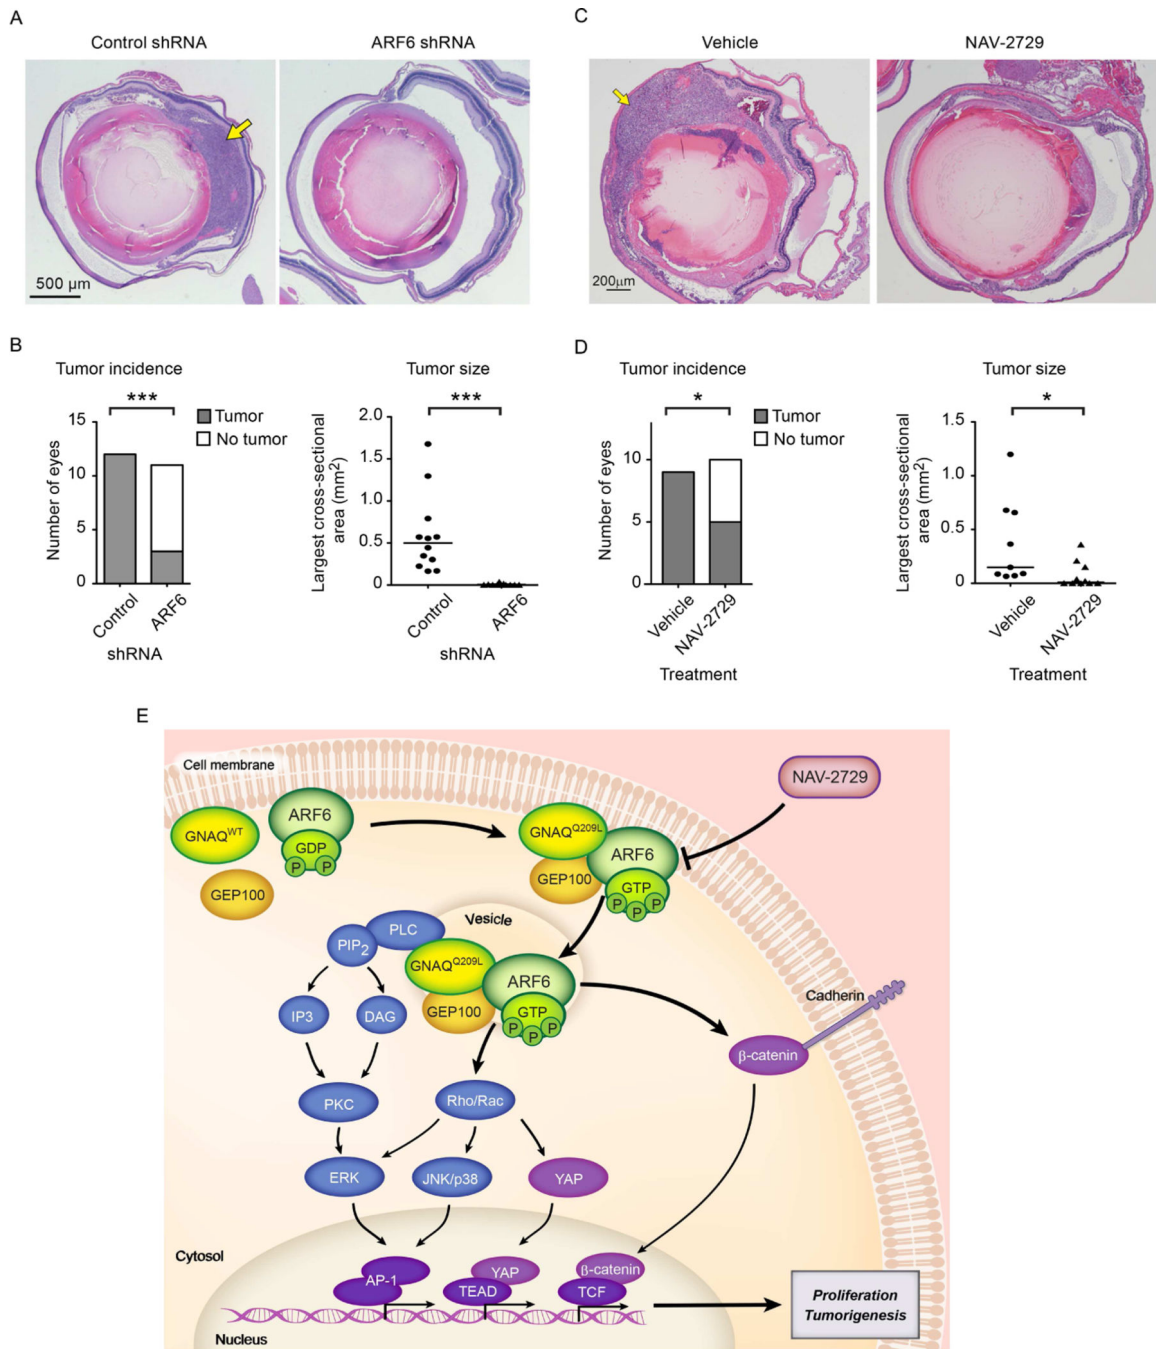 A
Control shRNA
ARF6 shRNA
500 µm
C
Vehicle
NAV-2729
200µm
B
Tumor incidence
***
15
10
5
0
Number of eyes
Tumor
No tumor
Control
ARF6
shRNA
Tumor size
***
2.0
1.5
1.0
0.5
0
Largest cross-sectional
area (mm2)
Control
ARF6
shRNA
D
Tumor incidence
*
10
5
0
Number of eyes
Tumor
No tumor
Vehicle
NAV-2729
Treatment
Tumor size
*
1.5
1.0
0.5
0
Largest cross-sectional
area (mm2)
Vehicle
NAV-2729
Treatment
E
Cell membrane
NAV-2729
GNAQWT
ARF6
GDP
P P
GEP100
GNAQQ209L
ARF6
GEP100
GTP
P P P
Vesicle
PLC
PIP2
GNAQQ209L
ARF6
GEP100
GTP
P P P
IP3
DAG
Cadherin
β-catenin
PKC
Rho/Rac
ERK
JNK/p38
YAP
Cytosol
AP-1
YAP
TEAD
β-catenin
TCF
Nucleus
Proliferation
Tumorigenesis